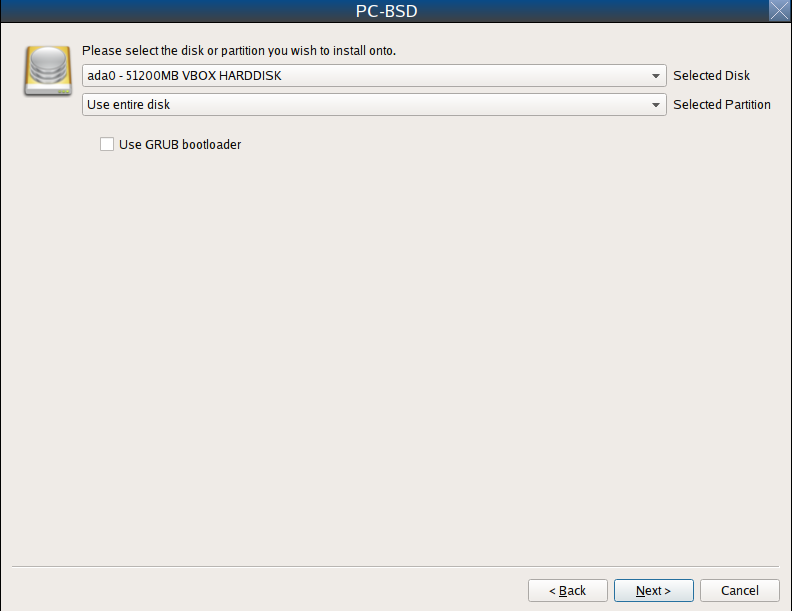 PC-BSD
Please select the disk or partition you wish to install onto.
ada0 - 51200MB VBOX HARDDISK Selected Disk
Use entire disk Selected Partition
Use GRUB bootloader
< Back Next > Cancel